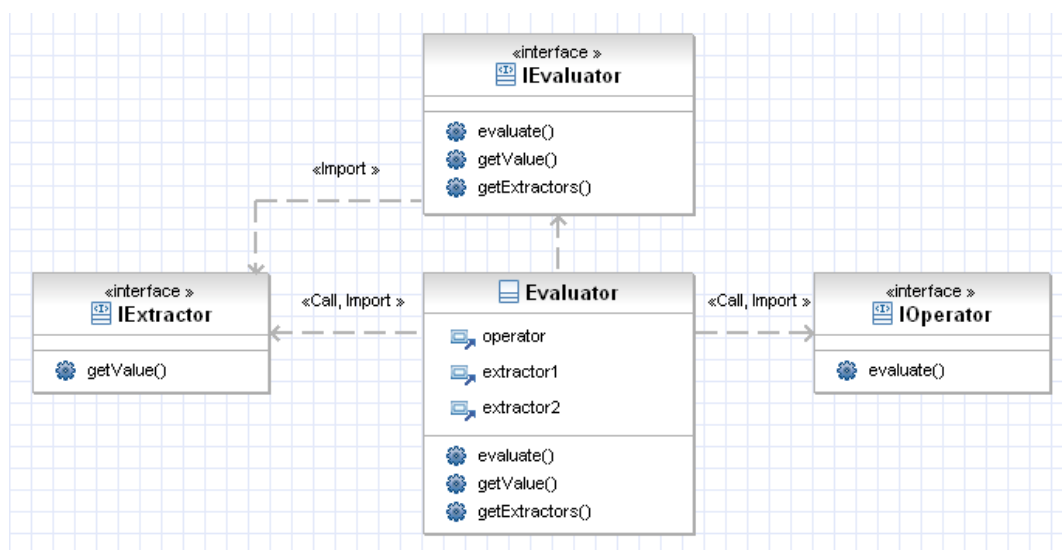 «interface »
IEvaluator
evaluate()
getValue()
getExtractors()
«Import »
«interface »
IExtractor
getValue()
«Call, Import »
Evaluator
operator
extractor1
extractor2
evaluate()
getValue()
getExtractors()
«Call, Import »
«interface »
IOperator
evaluate()